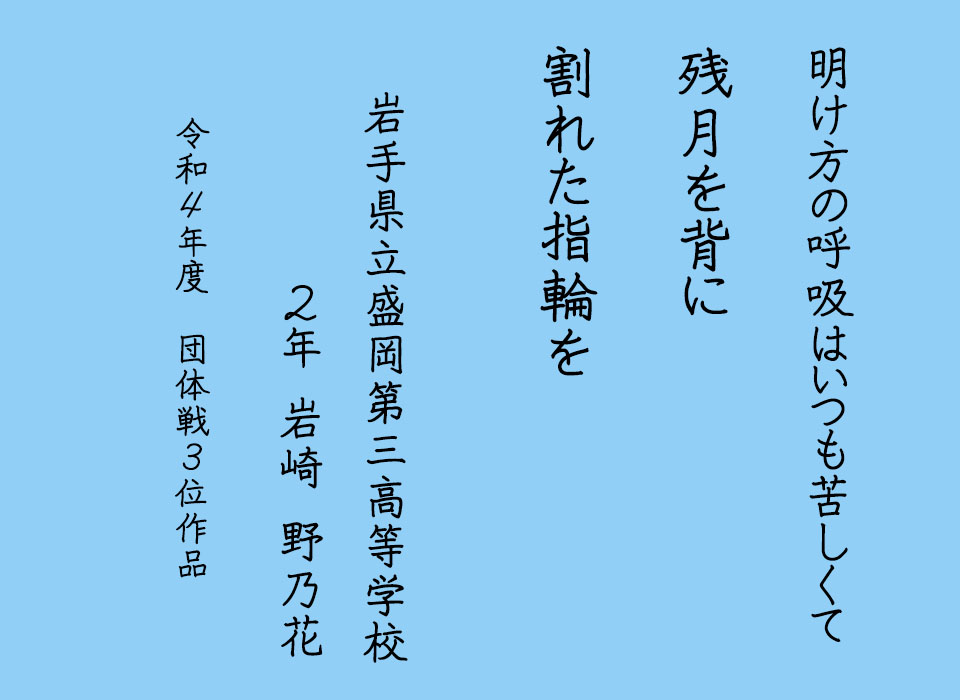 明け方の呼吸はいつも苦しくて
残月を背に
割れた指輪を
岩手県立盛岡第三高等学校
2年 岩崎 野乃花
令和4年度 団体戦3位作品